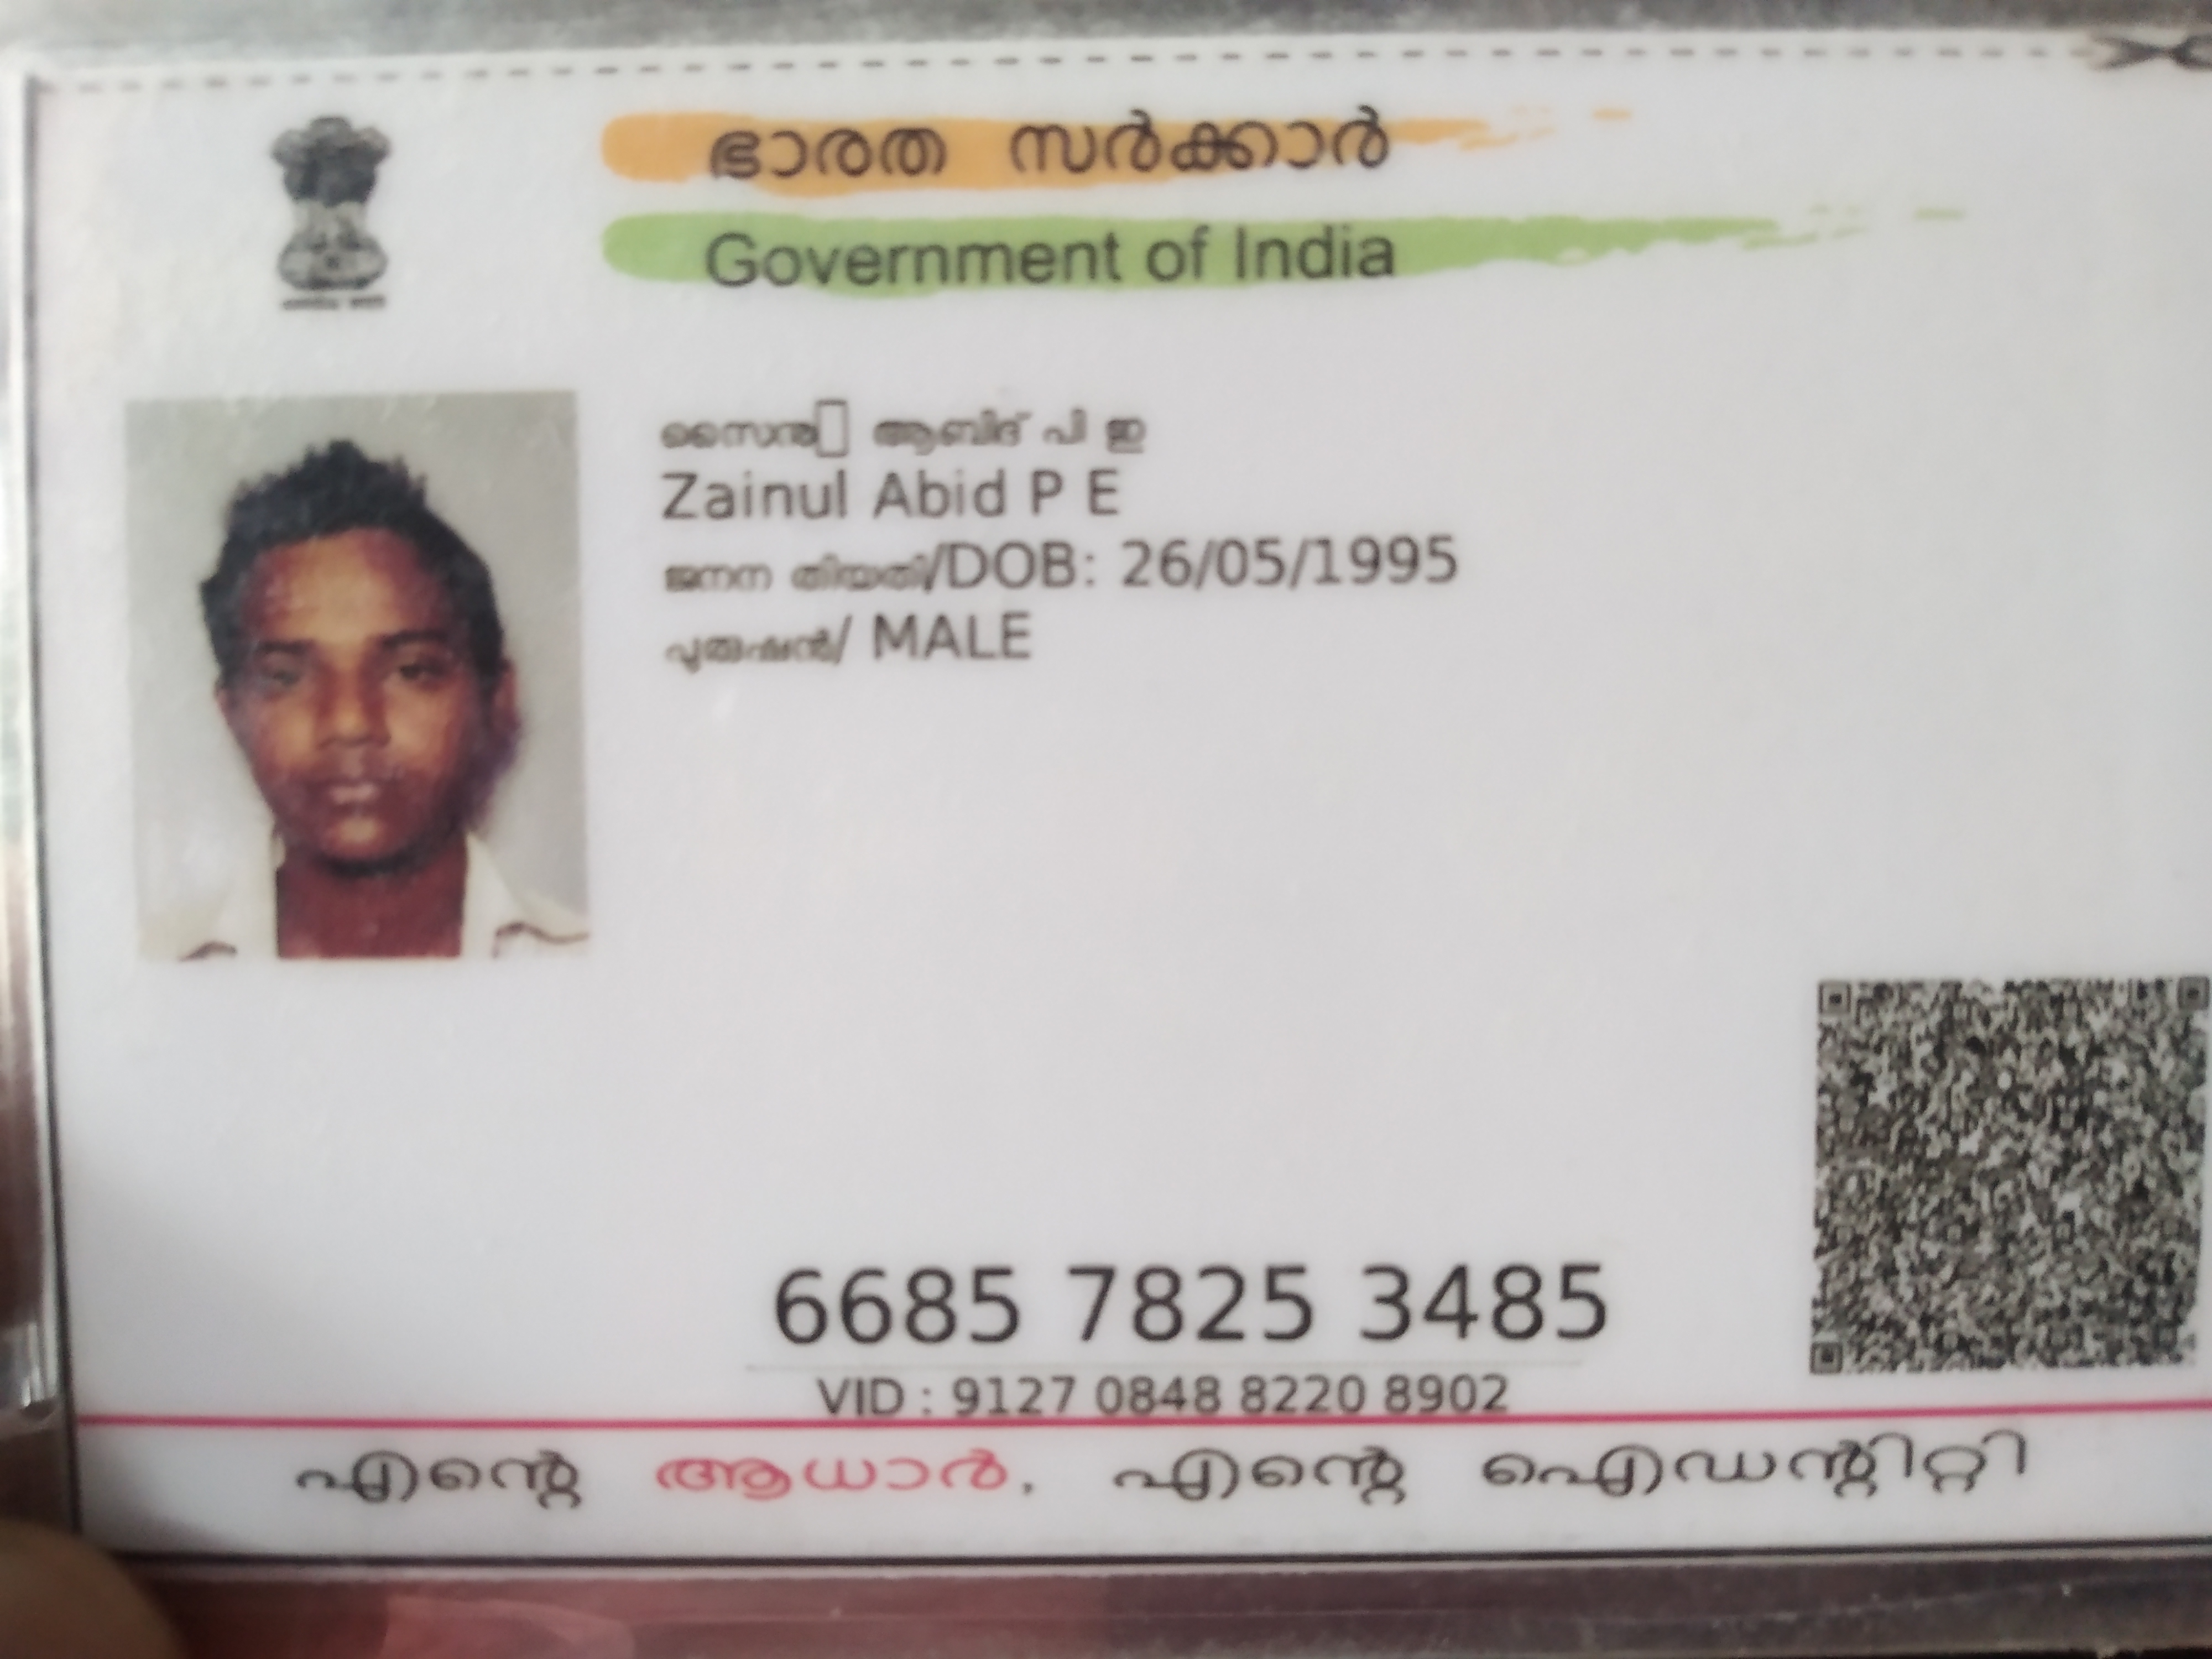 ഭാരത സർക്കാർ
Government of India
സൈനു▯ ആബിദ് പി ഇ
Zainul Abid P E
ജനന തിയതി/DOB: 26/05/1995
പുരുഷൻ/ MALE
6685 7825 3485
VID : 9127 0848 8220 8902
എന്റെ ആധാർ, എന്റെ ഐഡന്റിറ്റി